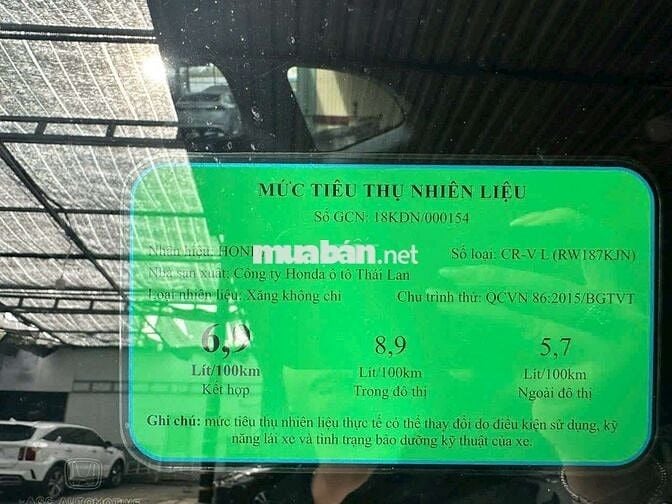 MỨC TIÊU THỤ NHIÊN LIỆU
Số GCN: 18KDN/000154
Nhãn hiệu: HON
muaban.net
Số loại: CR-V L (RW187KJN)
Nhà sản xuất: Công ty Honda ô tô Thái Lan
Loại nhiên liệu: Xăng không chì
Chu trình thử: QCVN 86:2015/BGTVT
6,9 8,9 5,7
Lít/100km Lít/100km Lít/100km
Kết hợp Trong đô thị Ngoài đô thị
Ghi chú: mức tiêu thụ nhiên liệu thực tế có thể thay đổi do điều kiện sử dụng, kỹ
năng lái xe và tình trạng bảo dưỡng kỹ thuật của xe.